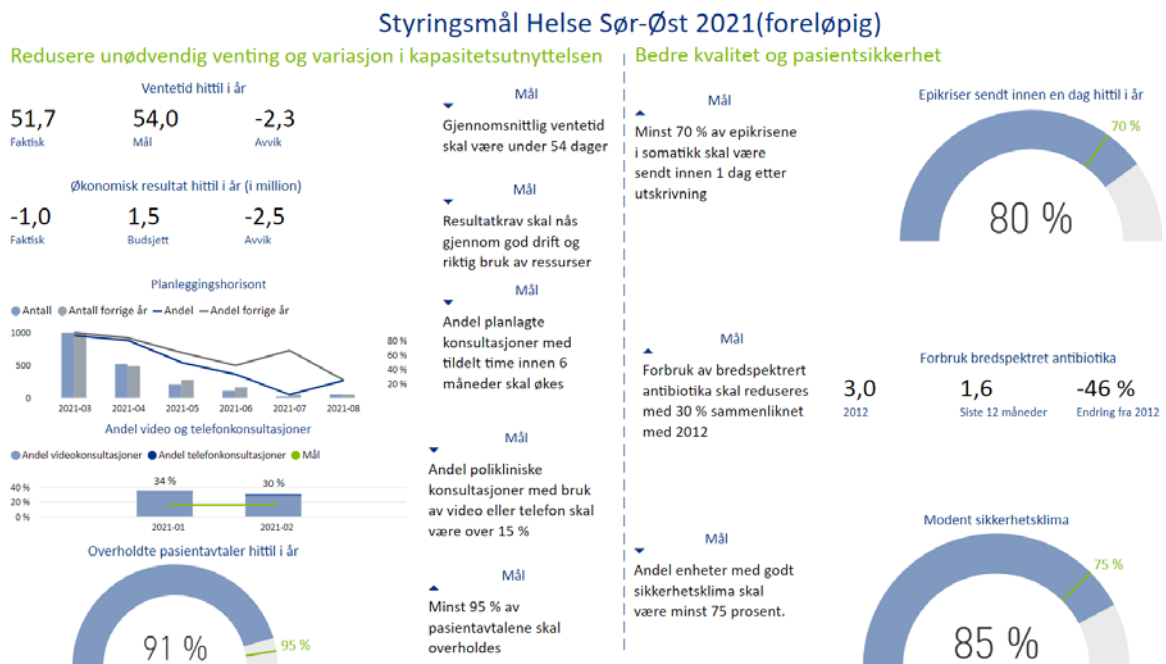 Styringsmål Helse Sør-Øst 2021(foreløpig)
Redusere unødvendig venting og variasjon i kapasitetsutnyttelsen
Ventetid hittil i år
51,7 54,0 -2,3
Faktisk Mål Avvik
Mål
Gjennomsnittlig ventetid
skal være under 54 dager
Økonomisk resultat hittil i år (i million)
-1,0 1,5 -2,5
Faktisk Budsjett Avvik
Mål
Resultatkrav skal nås
gjennom god drift og
riktig bruk av ressurser
Planleggingshorisont
Antall Antall forrige år Andel Andel forrige år
1000
500
0
80 %
60 %
40 %
20 %
2021-03 2021-04 2021-05 2021-06 2021-07 2021-08
Mål
Andel planlagte
konsultasjoner med
tildelt time innen 6
måneder skal økes
Andel video og telefonkonsultasjoner
Andel videokonsultasjoner Andel telefonkonsultasjoner Mål
40 %
20 %
0 %
34 % 30 %
2021-01 2021-02
Mål
Andel polikliniske
konsultasjoner med bruk
av video eller telefon skal
være over 15 %
Overholdte pasientavtaler hittil i år
91 %
95 %
Mål
Minst 95 % av
pasientavtalene skal
overholdes
Bedre kvalitet og pasientsikkerhet
Mål
Minst 70 % av epikrisene
i somatikk skal være
sendt innen 1 dag etter
utskrivning
Epikriser sendt innen en dag hittil i år
70 %
80 %
Mål
Forbruk av bredspektrert
antibiotika skal reduseres
med 30 % sammenliknet
med 2012
Forbruk bredspektret antibiotika
3,0 1,6 -46 %
2012 Siste 12 måneder Endring fra 2012
Mål
Andel enheter med godt
sikkerhetsklima skal
være minst 75 prosent.
Modent sikkerhetsklima
75 %
85 %